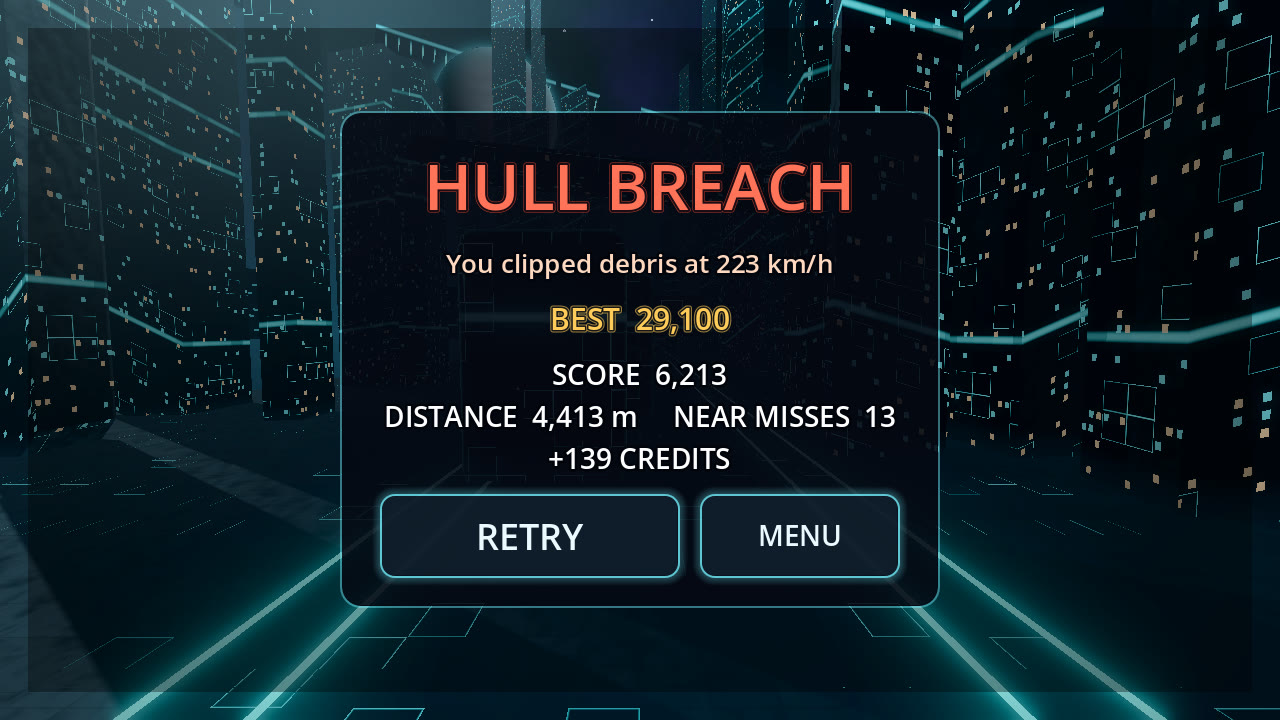 HULL BREACH
You clipped debris at 223 km/h
BEST 29,100
SCORE 6,213
DISTANCE 4,413 m NEAR MISSES 13
+139 CREDITS
RETRY MENU